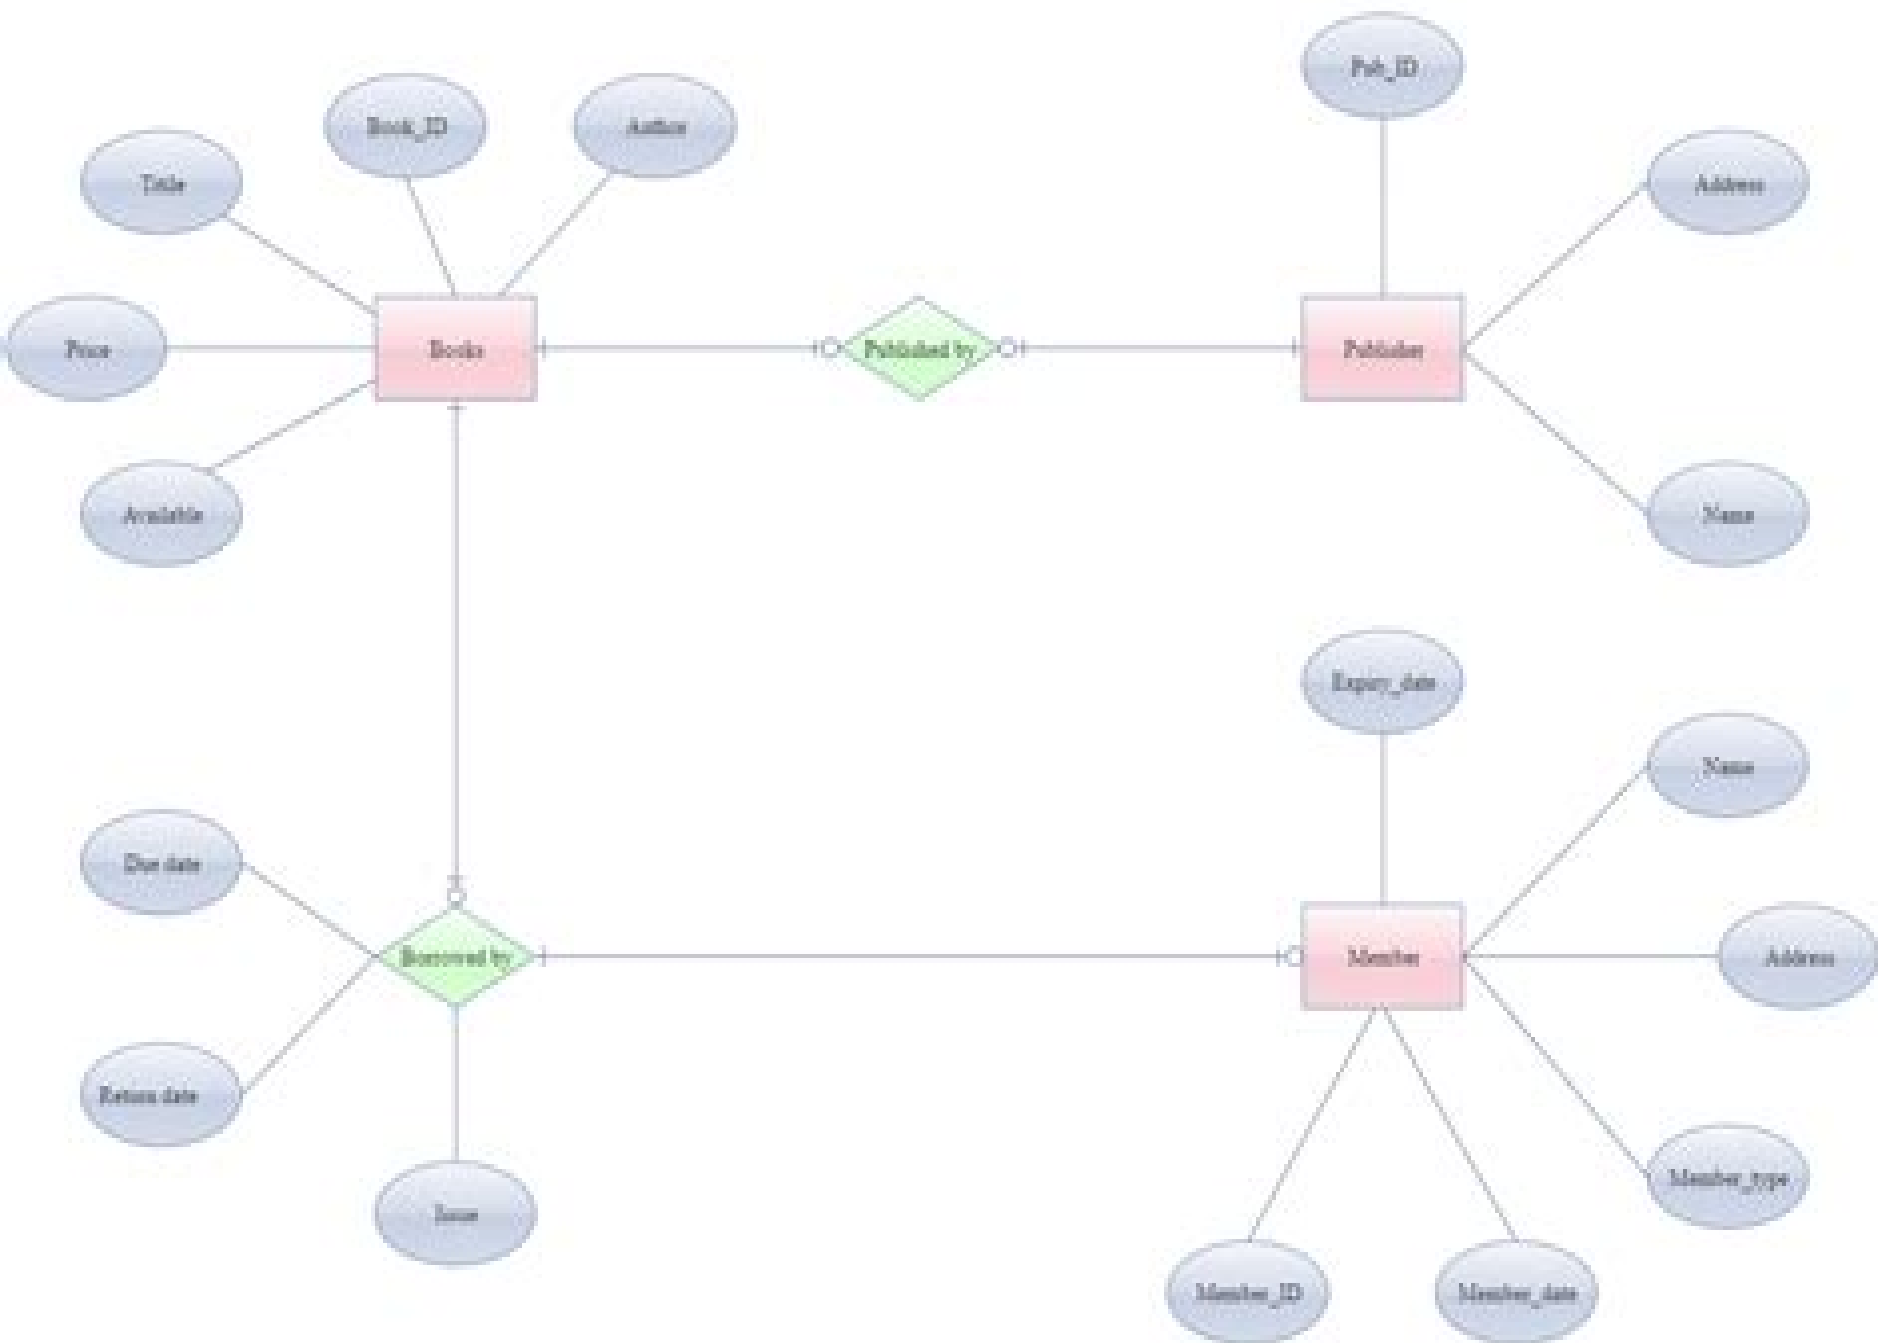 Pub_ID
Book_ID
Author
Title
Address
Price
Books
Published by
Publisher
Available
Name
Expiry_date
Name
Due date
Borrowed by
Member
Address
Return date
Member_type
Issue
Member_ID
Member_date